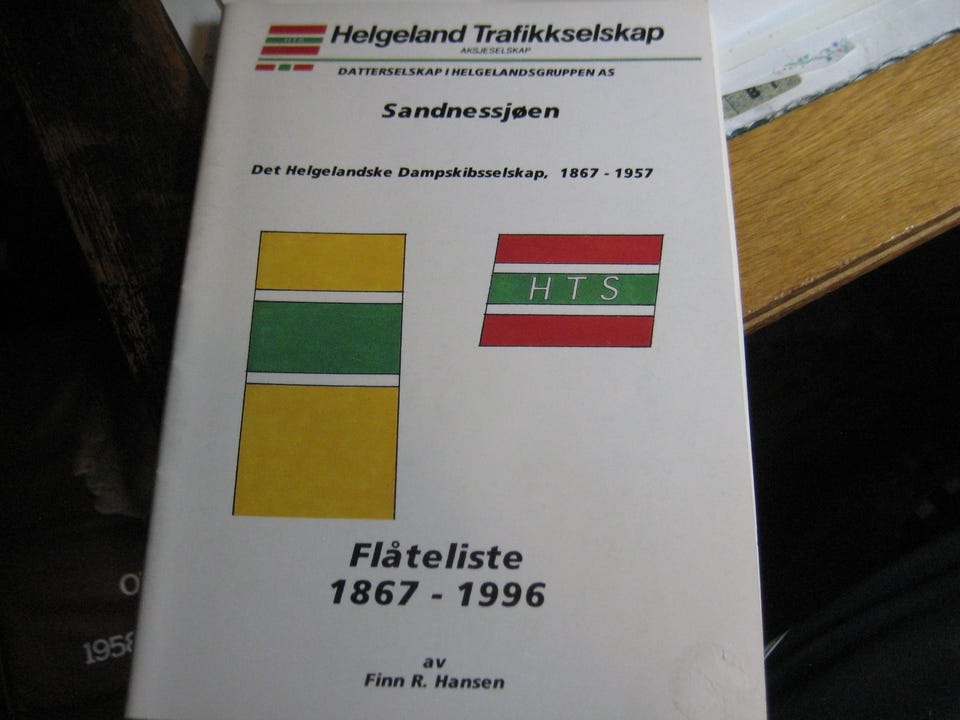 HTS
Helgeland Trafikkselskap
AKSJESELSKAP
DATTERSELSKAP I HELGELANDSGRUPPEN AS
Sandnessjøen
Det Helgelandske Dampskibsselskap, 1867 - 1957
H T S
Flåteliste
1867 - 1996
av
Finn R. Hansen
1958